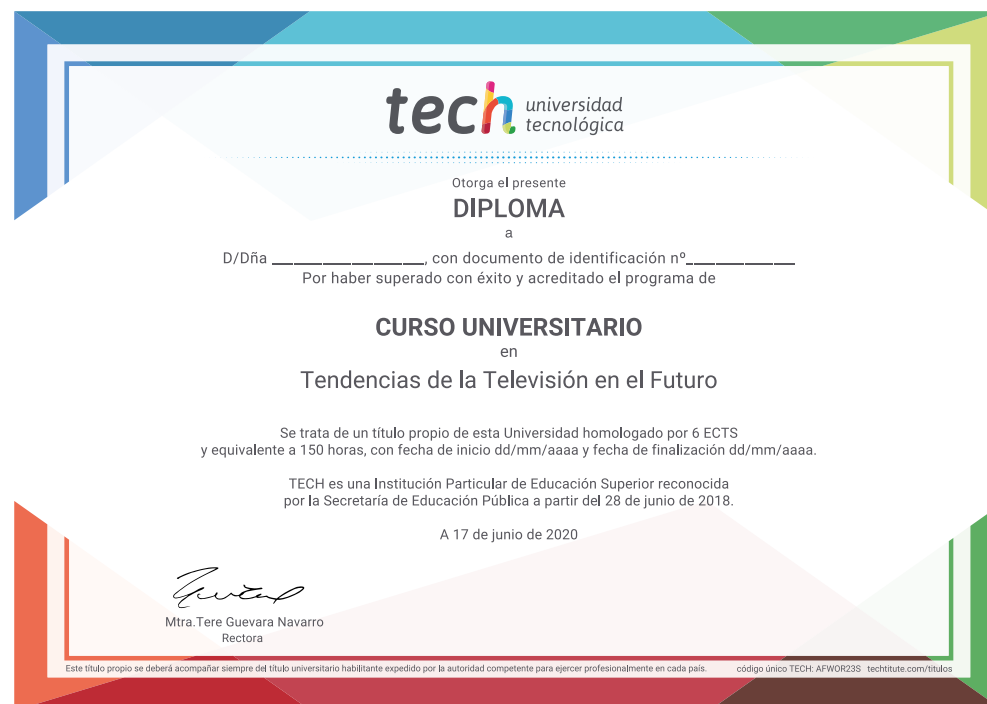 tech universidad
tecnológica
Otorga el presente
DIPLOMA
a
D/Dña ___________________, con documento de identificación nº_____________
Por haber superado con éxito y acreditado el programa de
CURSO UNIVERSITARIO
en
Tendencias de la Televisión en el Futuro
Se trata de un título propio de esta Universidad homologado por 6 ECTS
y equivalente a 150 horas, con fecha de inicio dd/mm/aaaa y fecha de finalización dd/mm/aaaa.
TECH es una Institución Particular de Educación Superior reconocida
por la Secretaría de Educación Pública a partir del 28 de junio de 2018.
A 17 de junio de 2020
Mtra.Tere Guevara Navarro
Rectora
Este título propio se deberá acompañar siempre del título universitario habilitante expedido por la autoridad competente para ejercer profesionalmente en cada país. código único TECH: AFWOR23S techtitute.com/titulos